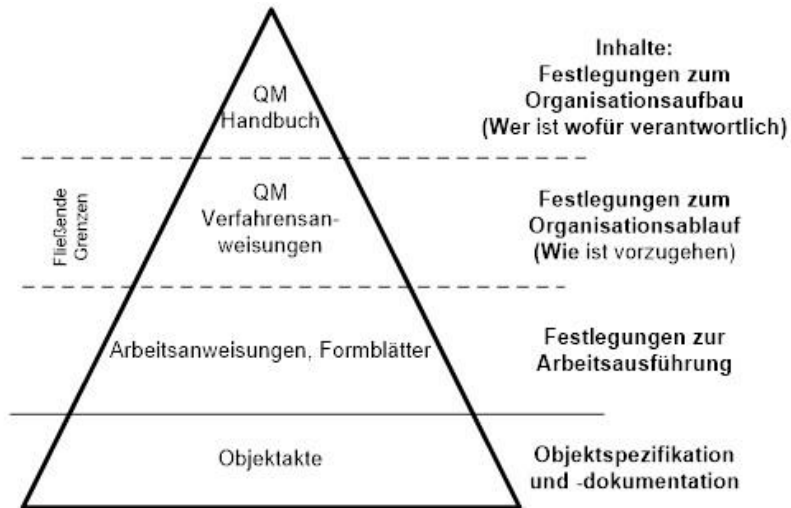 QM
Handbuch
Inhalte:
Festlegungen zum
Organisationsaufbau
(Wer ist wofür verantwortlich)
Fließende
Grenzen
QM
Verfahrensan-
weisungen
Festlegungen zum
Organisationsablauf
(Wie ist vorzugehen)
Arbeitsanweisungen, Formblätter
Festlegungen zur
Arbeitsausführung
Objektakte
Objektspezifikation
und -dokumentation